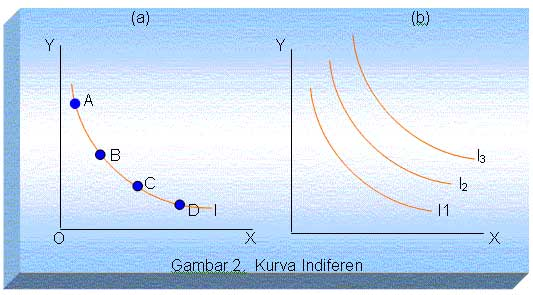 (a)
(b)
Y
A
B
C
D
I
O
X
Y
I3
I2
I1
X
Gambar 2. Kurva Indiferen